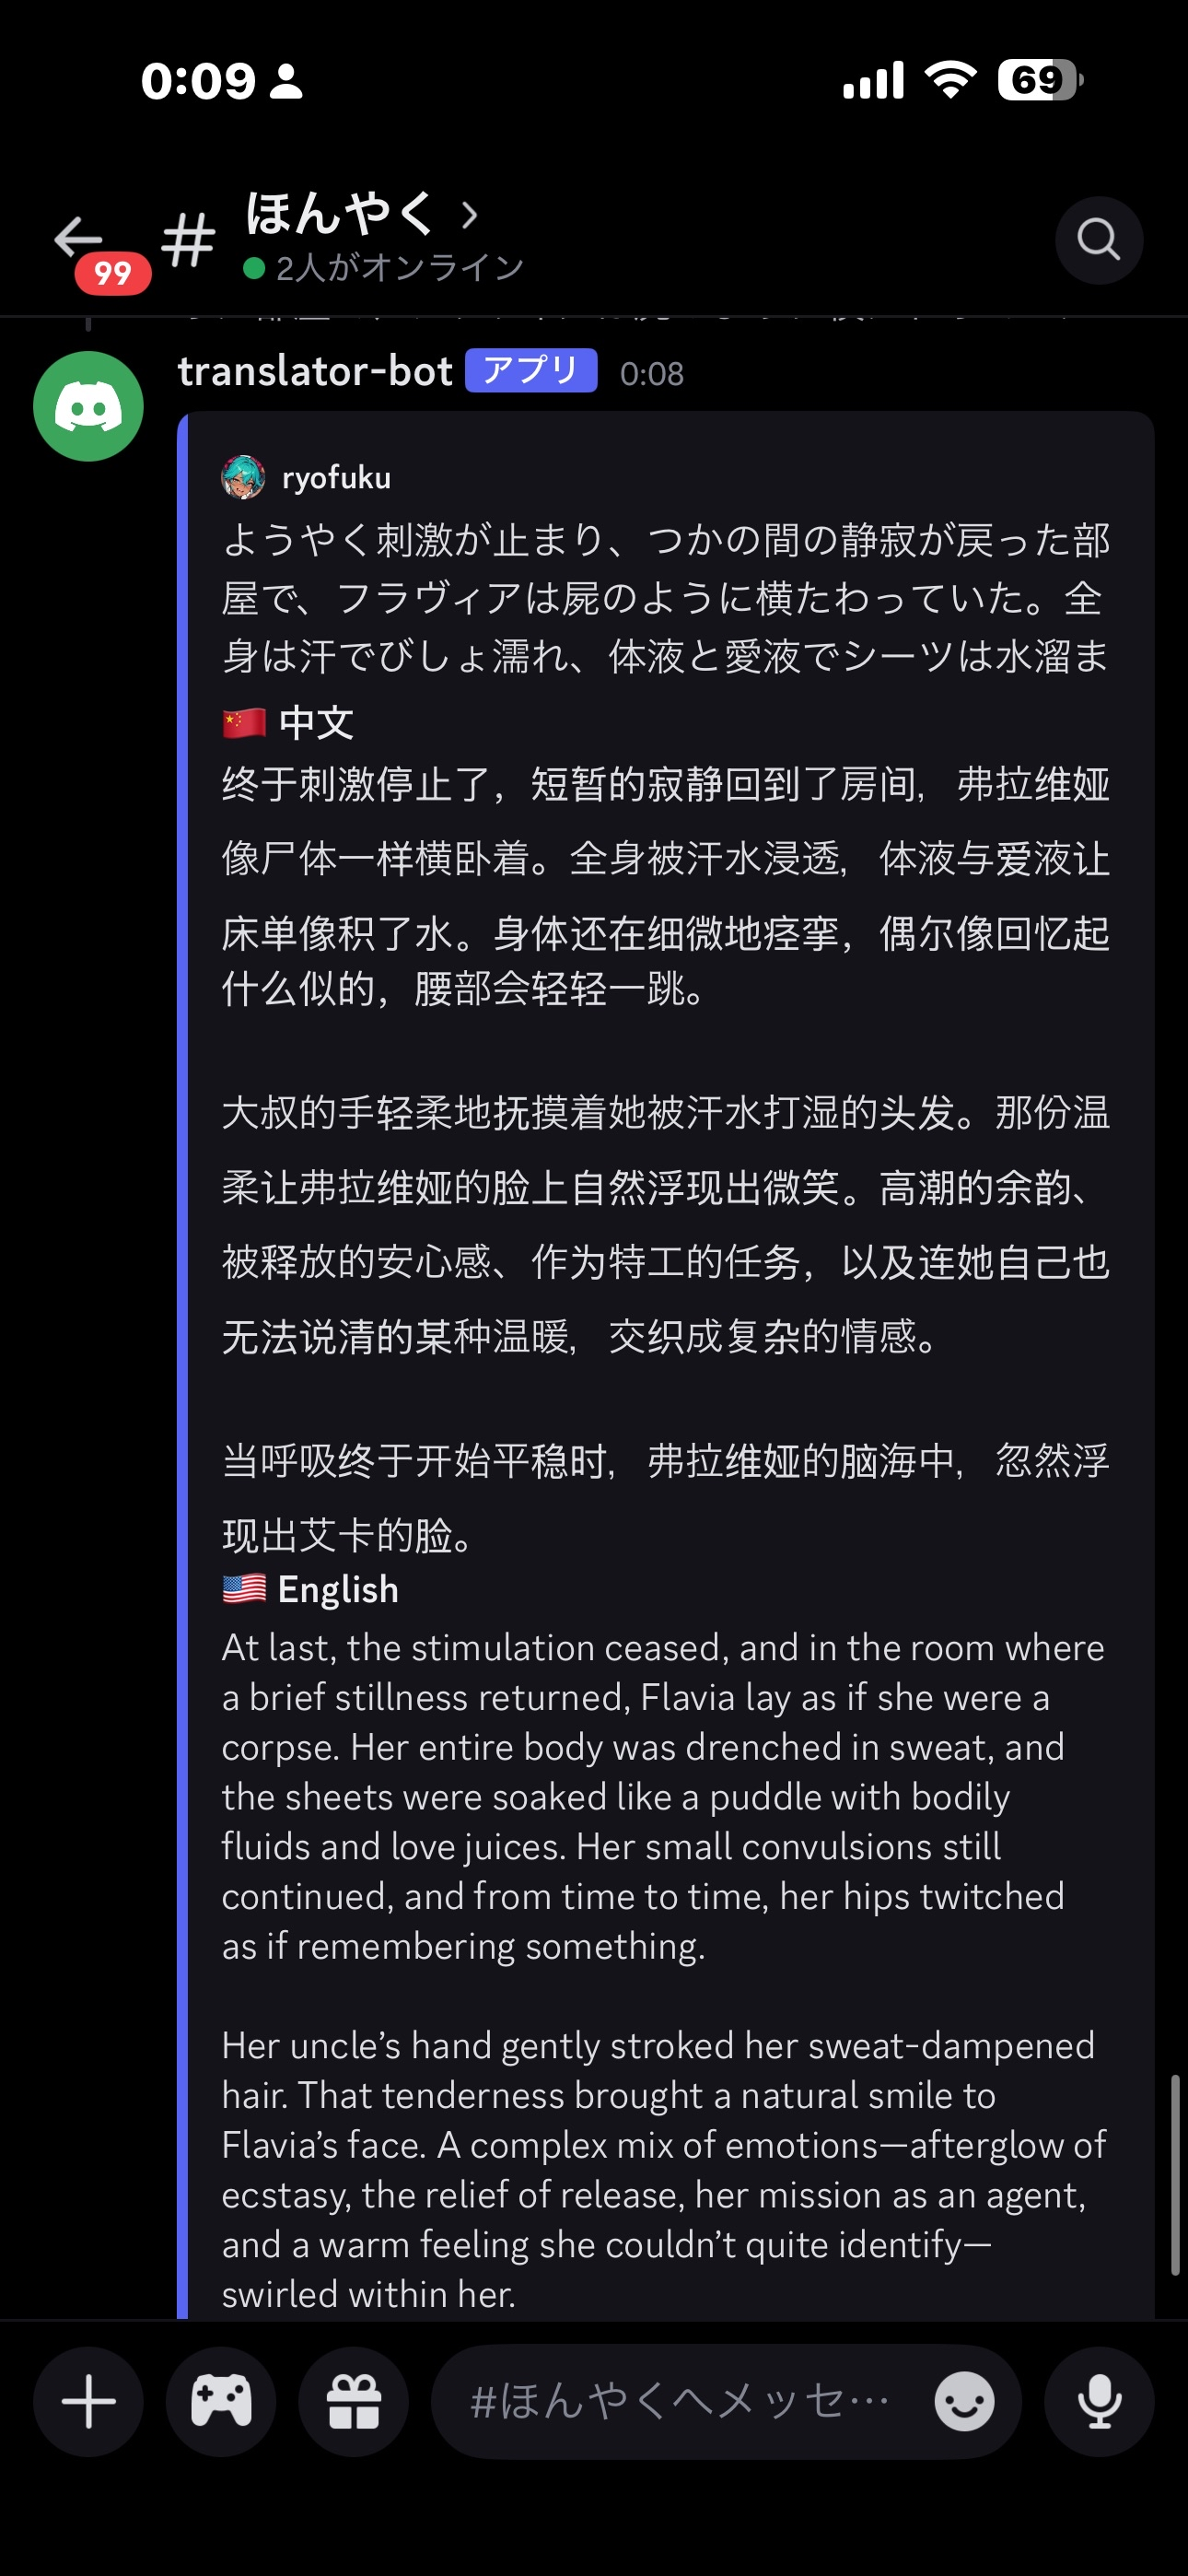 0:09
69
99
# ほんやく
2人がオンライン
translator-bot アプリ 0:08
ryofuku
ようやく刺激が止まり、つかの間の静寂が戻った部
屋で、フラヴィアは屍のように横たわっていた。全
身は汗でびしょ濡れ、体液と愛液でシーツは水溜ま
🇨🇳 中文
终于刺激停止了，短暂的寂静回到了房间，弗拉维娅
像尸体一样横卧着。全身被汗水浸透，体液与爱液让
床单像积了水。身体还在细微地痉挛，偶尔像回忆起
什么似的，腰部会轻轻一跳。
大叔的手轻柔地抚摸着她被汗水打湿的头发。那份温
柔让弗拉维娅的脸上自然浮现出微笑。高潮的余韵、
被释放的安心感、作为特工的任务，以及连她自己也
无法说清的某种温暖，交织成复杂的情感。
当呼吸终于开始平稳时，弗拉维娅的脑海中，忽然浮
现出艾卡的脸。
🇺🇸 English
At last, the stimulation ceased, and in the room where
a brief stillness returned, Flavia lay as if she were a
corpse. Her entire body was drenched in sweat, and
the sheets were soaked like a puddle with bodily
fluids and love juices. Her small convulsions still
continued, and from time to time, her hips twitched
as if remembering something.
Her uncle’s hand gently stroked her sweat-dampened
hair. That tenderness brought a natural smile to
Flavia’s face. A complex mix of emotions—afterglow of
ecstasy, the relief of release, her mission as an agent,
and a warm feeling she couldn’t quite identify—
swirled within her.
#ほんやくへメッセ…